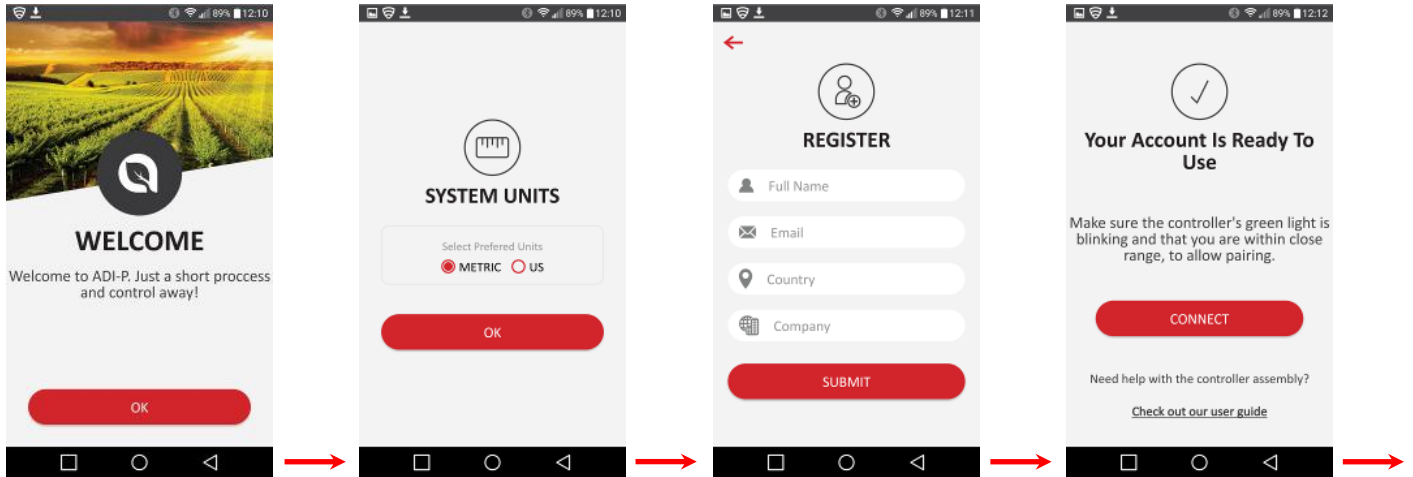 89% 12:10
WELCOME
Welcome to ADI-P. Just a short proccess
and control away!
OK
89% 12:10
SYSTEM UNITS
Select Prefered Units
METRIC US
OK
89% 12:11
REGISTER
Full Name
Email
Country
Company
SUBMIT
89% 12:12
Your Account Is Ready To
Use
Make sure the controller's green light is
blinking and that you are within close
range, to allow pairing.
CONNECT
Need help with the controller assembly?
Check out our user guide